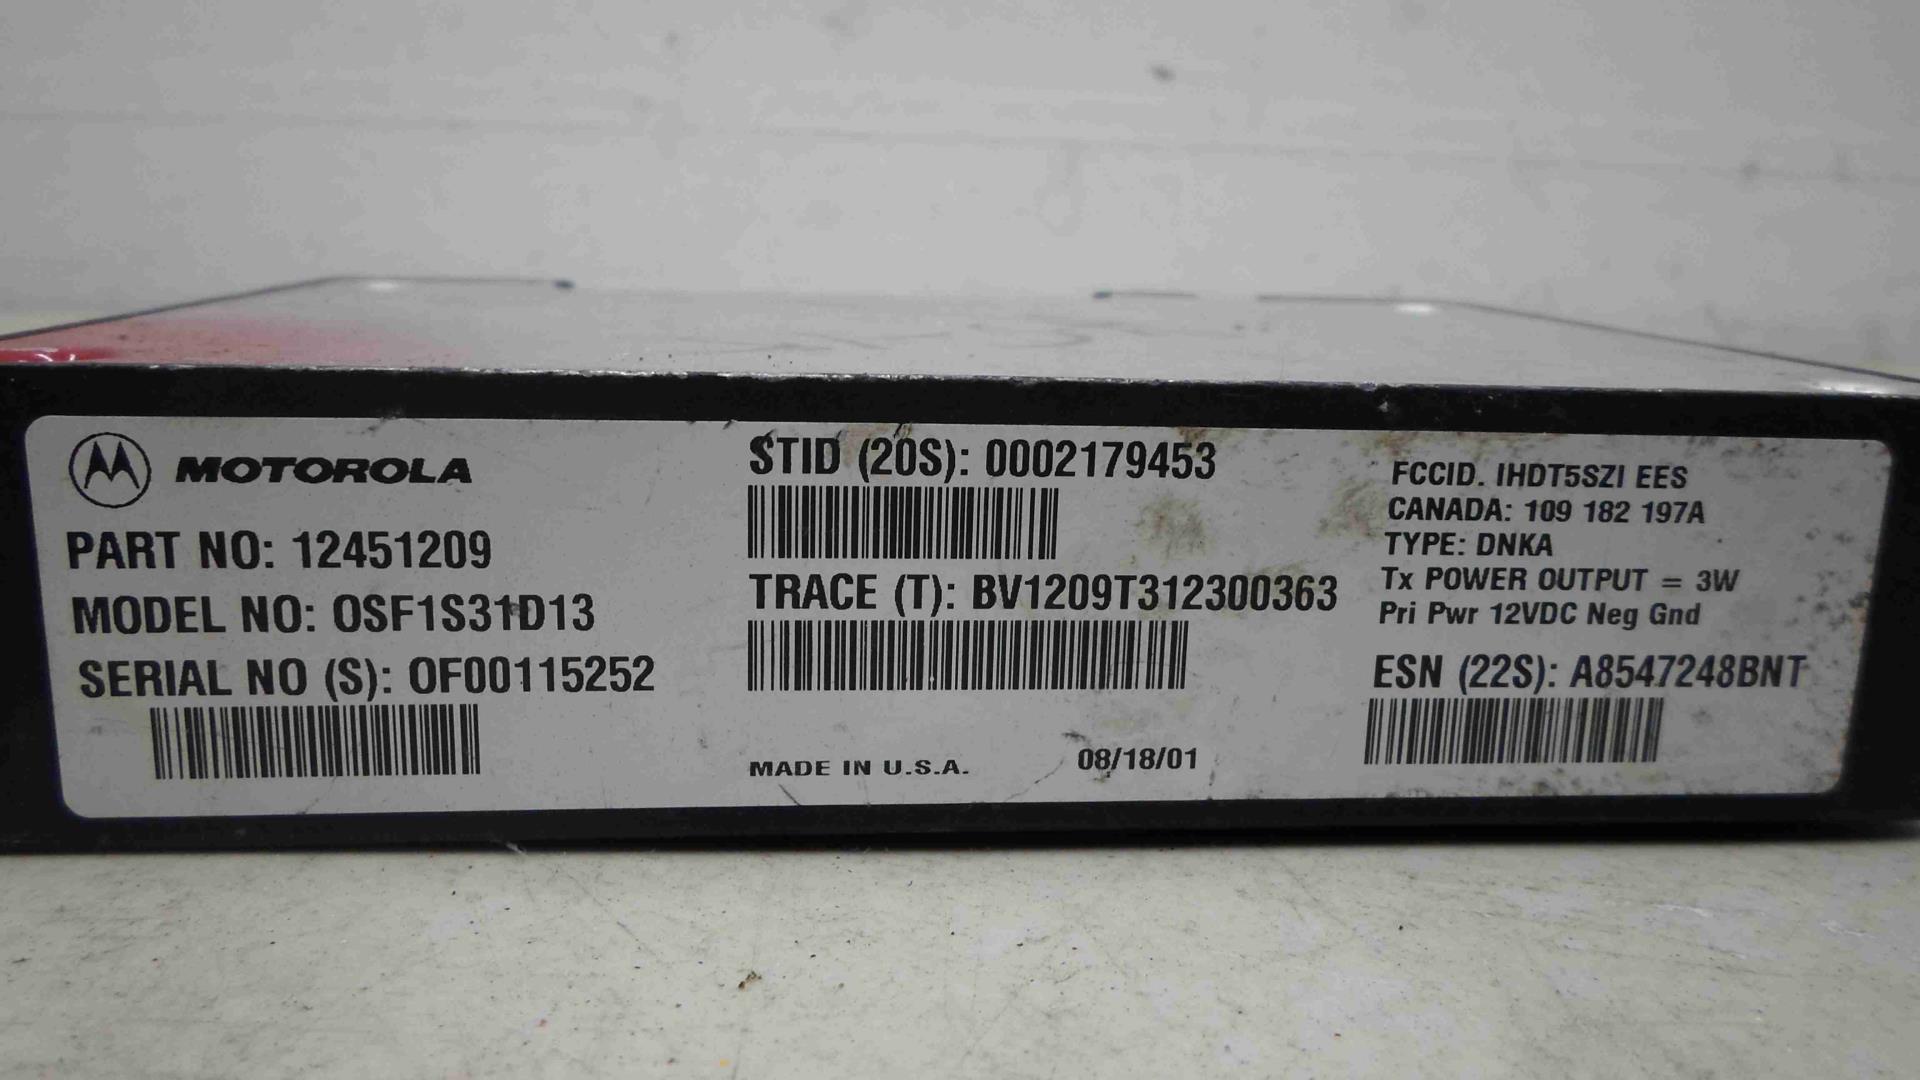 MOTOROLA
PART NO: 12451209
MODEL NO: OSF1S31D13
SERIAL NO (S): OF00115252
STID (20S): 0002179453
TRACE (T): BV1209T312300363
MADE IN U.S.A. 08/18/01
FCCID. IHDT5SZI EES
CANADA: 109 182 197A
TYPE: DNKA
Tx POWER OUTPUT = 3W
Pri Pwr 12VDC Neg Gnd
ESN (22S): A8547248BNT